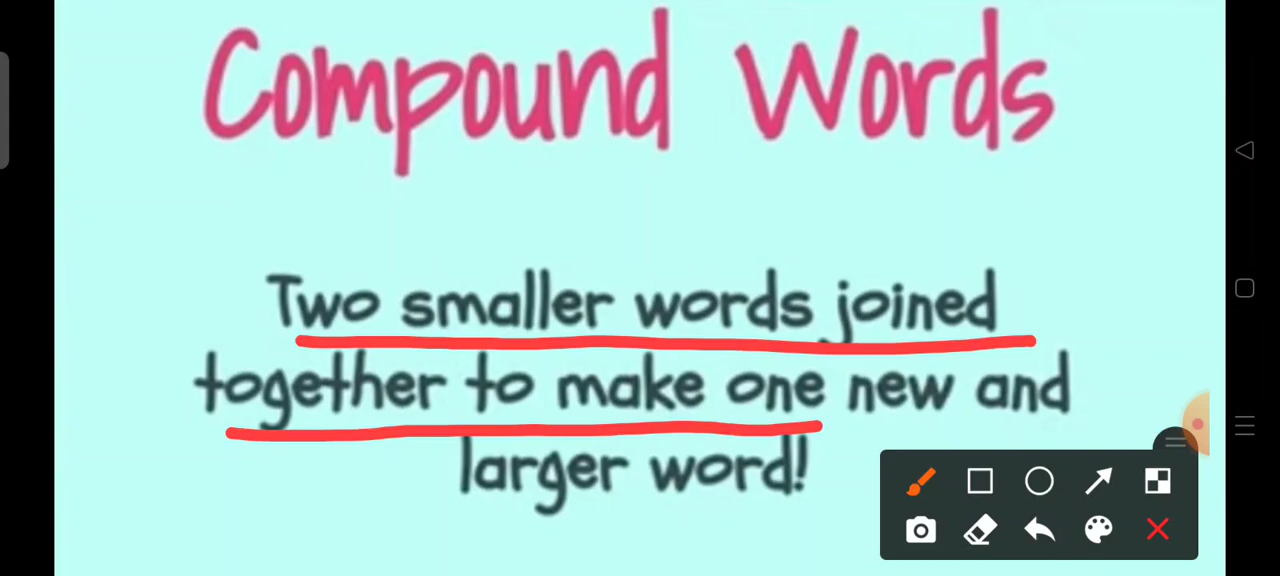 Compound Words
Two smaller words joined
together to make one new and
larger word!